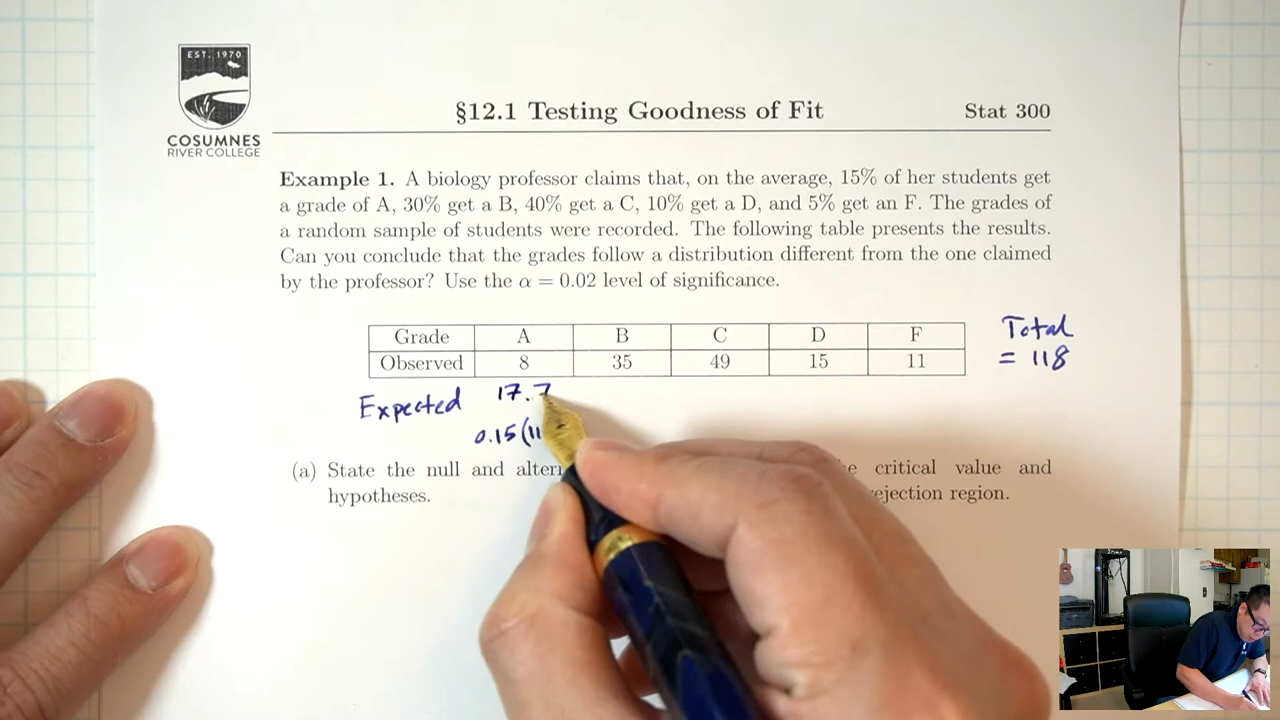 EST. 1970
COSUMNES
RIVER COLLEGE
§12.1 Testing Goodness of Fit
Stat 300
Example 1. A biology professor claims that, on the average, 15% of her students get
a grade of A, 30% get a B, 40% get a C, 10% get a D, and 5% get an F. The grades of
a random sample of students were recorded. The following table presents the results.
Can you conclude that the grades follow a distribution different from the one claimed
by the professor? Use the α = 0.02 level of significance.
Grade A B C D F
Observed 8 35 49 15 11
Total
= 118
Expected 17.7
0.15(11
(a) State the null and
hypotheses.
critical value and
region.